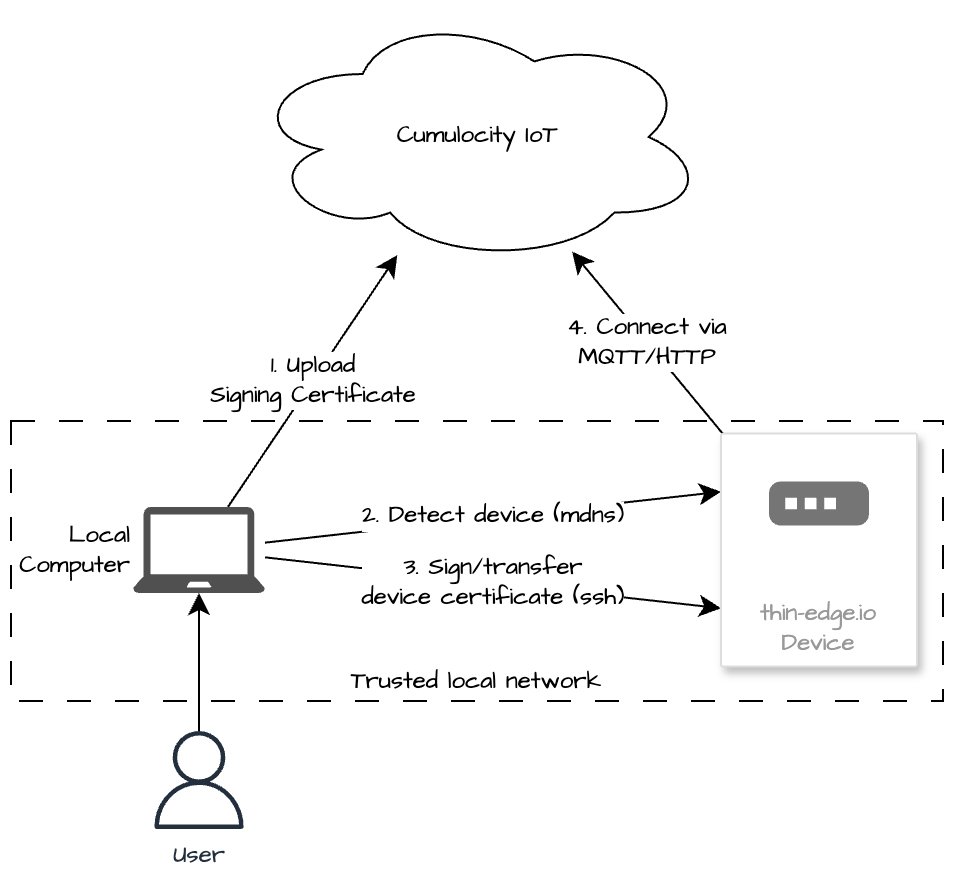 Cumulocity IoT
4. Connect via
MQTT/HTTP
1. Upload
Signing Certificate
2. Detect device (mdns)
Local
Computer
3. Sign/transfer
device certificate (ssh)
thin-edge.io
Device
Trusted local network
User